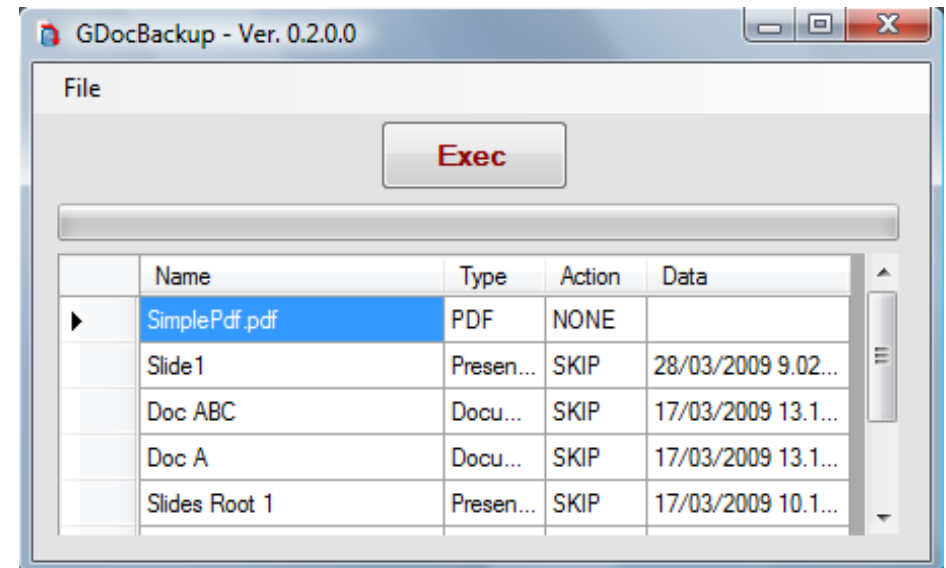 GDocBackup - Ver. 0.2.0.0
File
Exec
Name Type Action Data
SimplePdf.pdf PDF NONE
Slide1 Presen... SKIP 28/03/2009 9.02...
Doc ABC Docu... SKIP 17/03/2009 13.1...
Doc A Docu... SKIP 17/03/2009 13.1...
Slides Root 1 Presen... SKIP 17/03/2009 10.1...